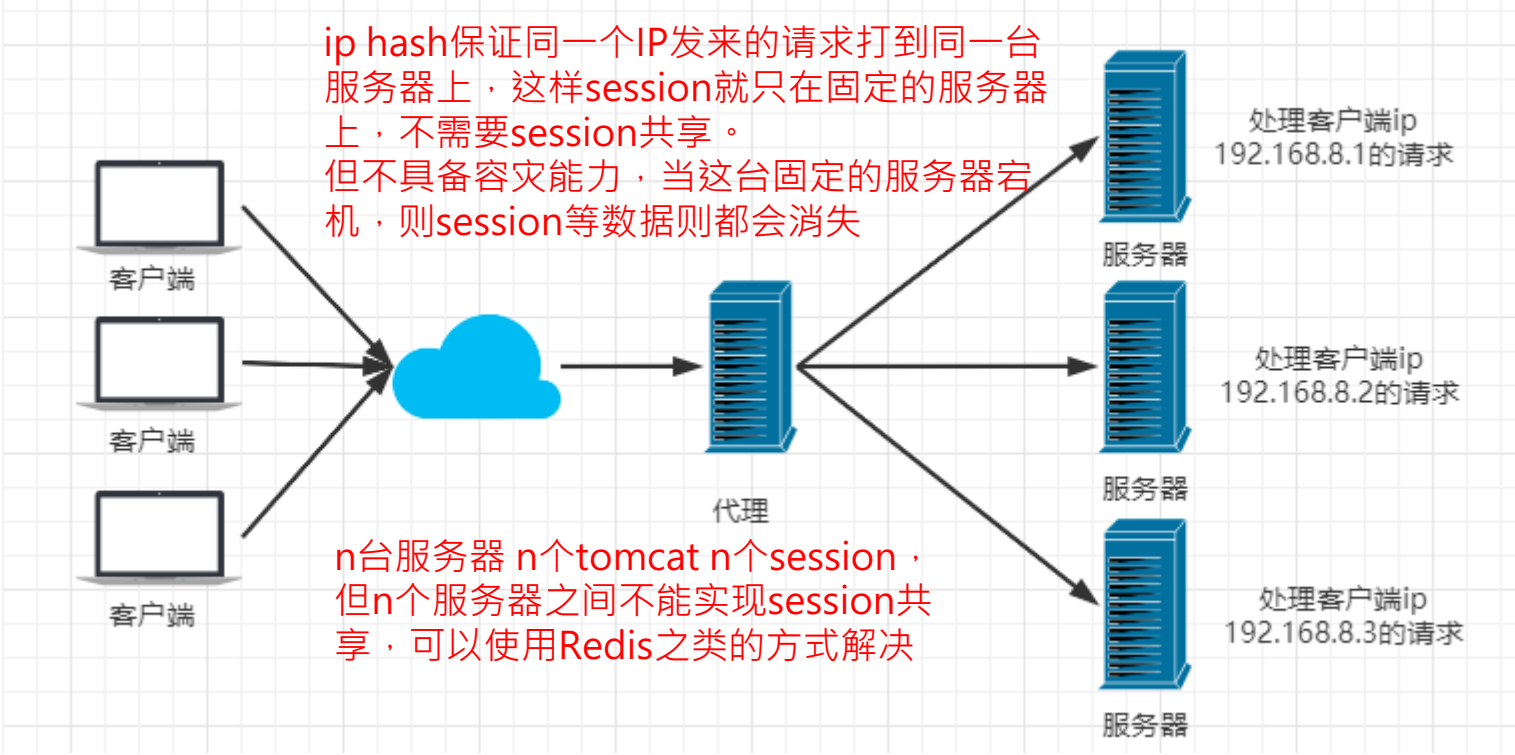 ip hash保证同一个IP发来的请求打到同一台
服务器上，这样session就只在固定的服务器
上，不需要session共享。
但不具备容灾能力，当这台固定的服务器宕
机，则session等数据则都会消失
处理客户端ip
192.168.8.1的请求
服务器
客户端
处理客户端ip
192.168.8.2的请求
客户端
服务器
代理
n台服务器 n个tomcat n个session，
但n个服务器之间不能实现session共
享，可以使用Redis之类的方式解决
客户端
处理客户端ip
192.168.8.3的请求
服务器